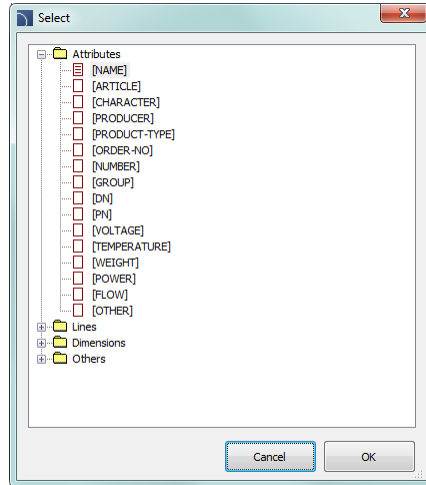 Select
Attributes
[NAME]
[ARTICLE]
[CHARACTER]
[PRODUCER]
[PRODUCT-TYPE]
[ORDER-NO]
[NUMBER]
[GROUP]
[DN]
[PN]
[VOLTAGE]
[TEMPERATURE]
[WEIGHT]
[POWER]
[FLOW]
[OTHER]
Lines
Dimensions
Others
Cancel OK